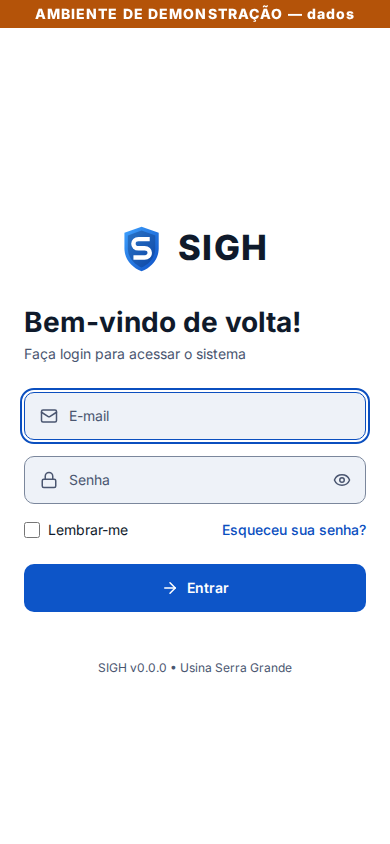 AMBIENTE DE DEMONSTRAÇÃO — dados
SIGH
Bem-vindo de volta!
Faça login para acessar o sistema
E-mail
Senha
Lembrar-me
Esqueceu sua senha?
Entrar
SIGH v0.0.0 • Usina Serra Grande